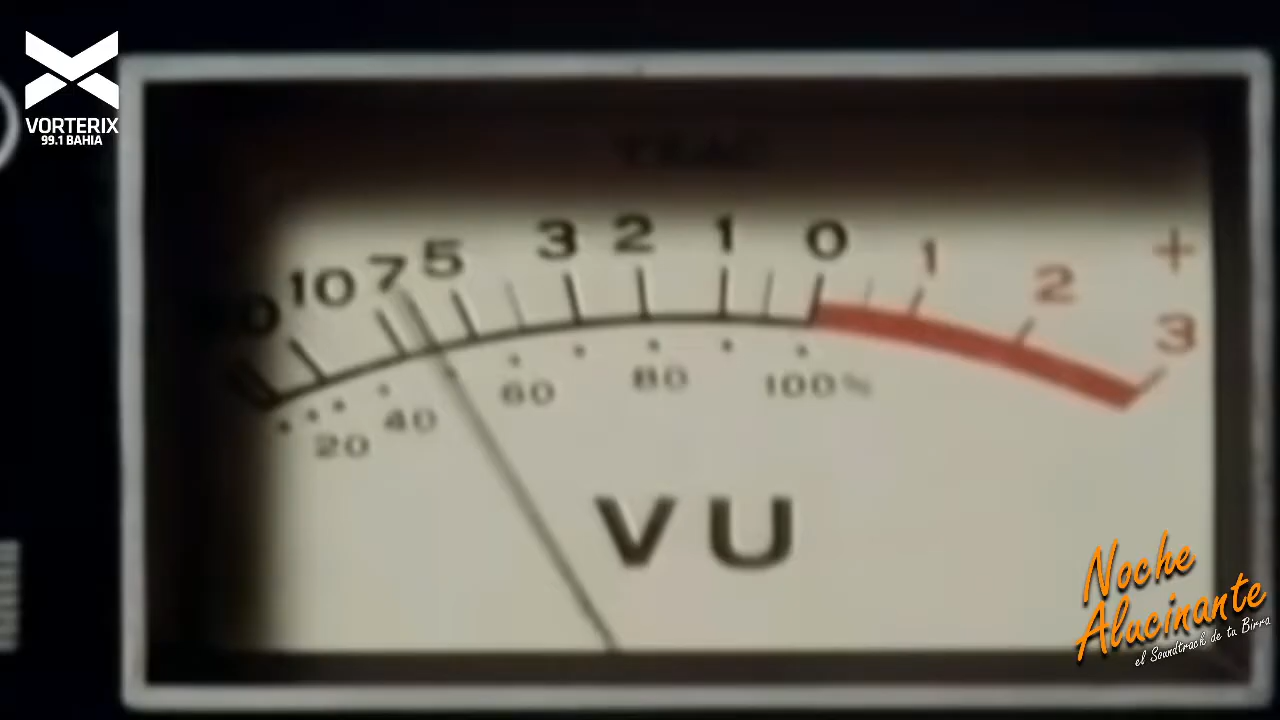 VORTERIX
99.1 BAHIA
TEAC
10 7 5 3 2 1 0 1 2 3 +
20 40 60 80 100%
VU
Noche
Alucinante
el Soundtrack de tu Birra